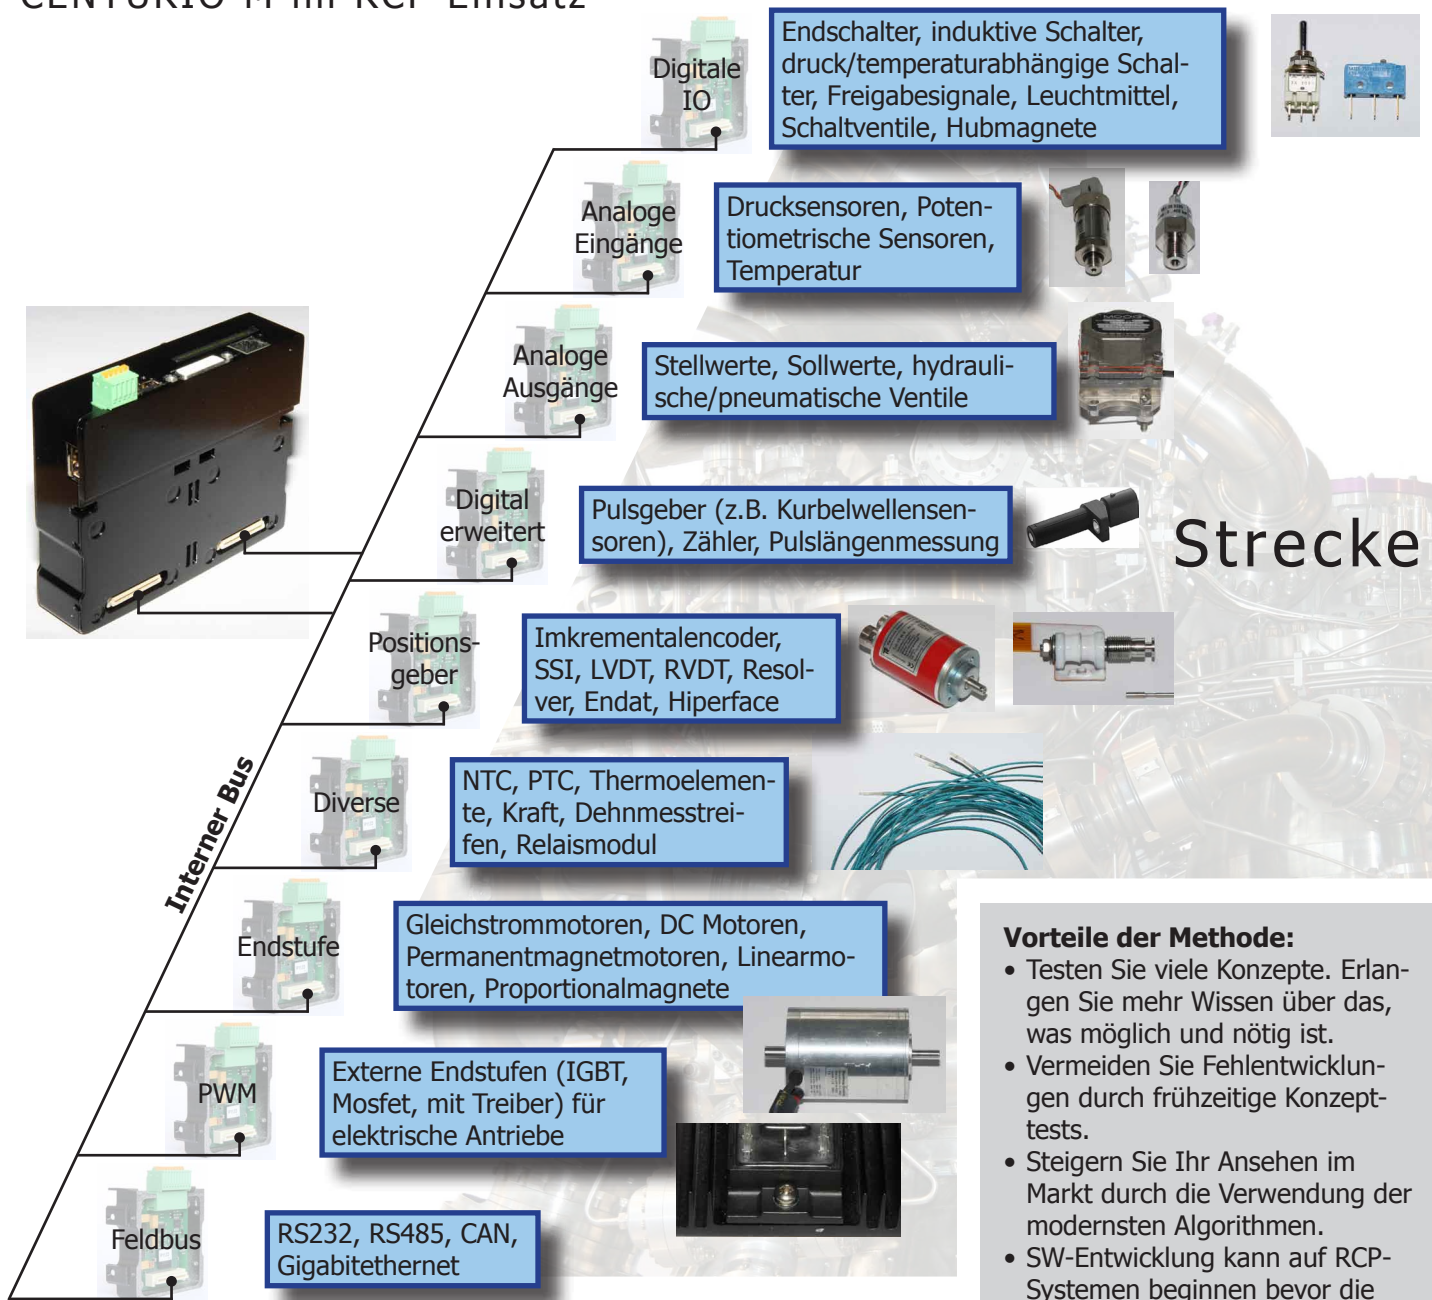 CENTURIO M im RCP Einsatz
Digitale
IO
Endschalter, induktive Schalter,
druck/temperaturabhängige Schal-
ter, Freigabesignale, Leuchtmittel,
Schaltventile, Hubmagnete
Analoge
Eingänge
Drucksensoren, Poten-
tiometrische Sensoren,
Temperatur
Analoge
Ausgänge
Stellwerte, Sollwerte, hydrauli-
sche/pneumatische Ventile
MOOG
Digital
erweitert
Pulsgeber (z.B. Kurbelwellensen-
soren), Zähler, Pulslängenmessung
Strecke
Positions-
geber
Imkrementalencoder,
SSI, LVDT, RVDT, Resol-
ver, Endat, Hiperface
Interner Bus
Diverse
NTC, PTC, Thermoelemen-
te, Kraft, Dehnmesstrei-
fen, Relaismodul
Endstufe
Gleichstrommotoren, DC Motoren,
Permanentmagnetmotoren, Linearmo-
toren, Proportionalmagnete
PWM
Externe Endstufen (IGBT,
Mosfet, mit Treiber) für
elektrische Antriebe
Feldbus
RS232, RS485, CAN,
Gigabitethernet
Vorteile der Methode:
• Testen Sie viele Konzepte. Erlan-
gen Sie mehr Wissen über das,
was möglich und nötig ist.
• Vermeiden Sie Fehlentwicklun-
gen durch frühzeitige Konzept-
tests.
• Steigern Sie Ihr Ansehen im
Markt durch die Verwendung der
modernsten Algorithmen.
• SW-Entwicklung kann auf RCP-
Systemen beginnen bevor die